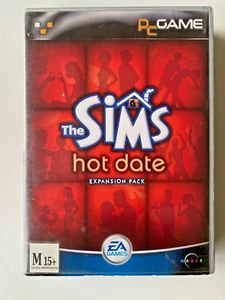 PC GAME
The SIMS
hot date
EXPANSION PACK
M 15+
EA
GAMES
MAXIS